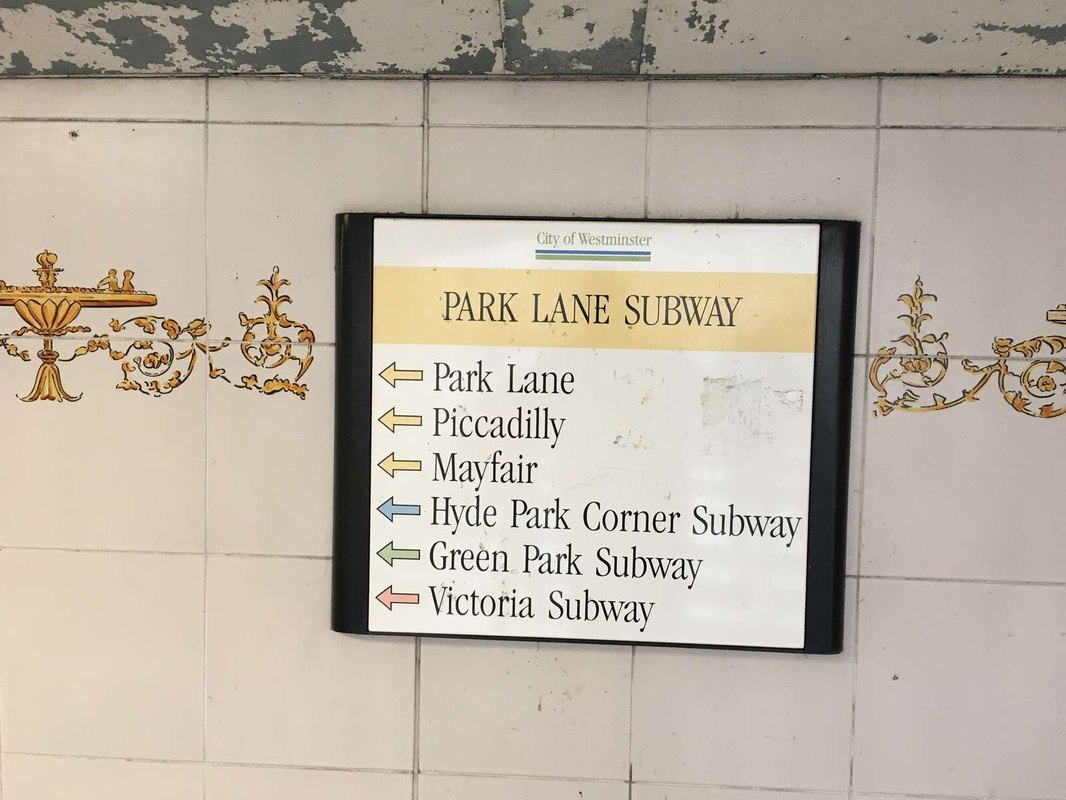 City of Westminster
PARK LANE SUBWAY
Park Lane
Piccadilly
Mayfair
Hyde Park Corner Subway
Green Park Subway
Victoria Subway